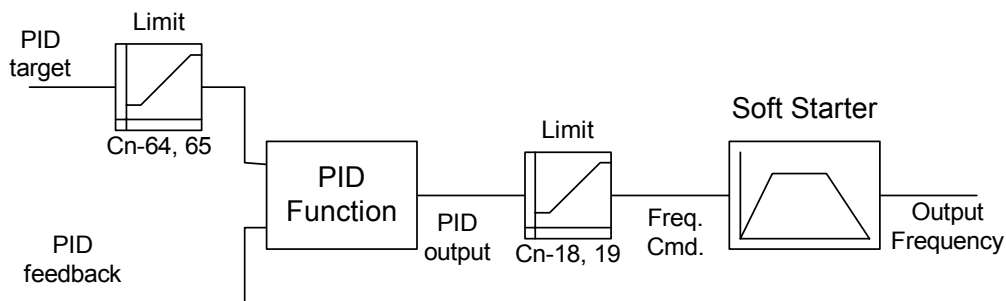 Limit
PID
target
Cn-64, 65
PID
Function
PID
feedback
PID
output
Limit
Cn-18, 19
Freq.
Cmd.
Soft Starter
Output
Frequency